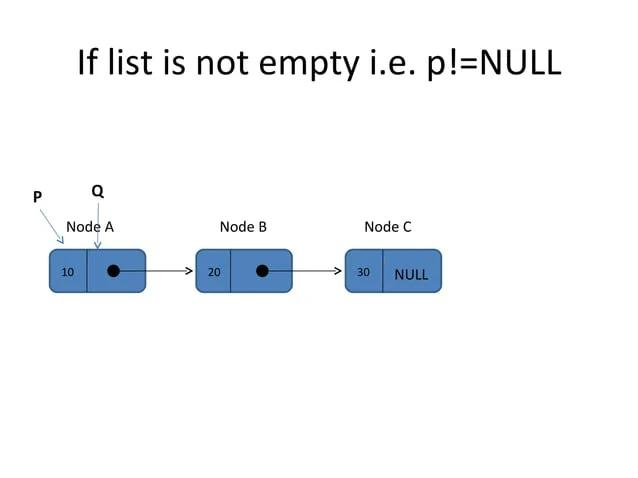 If list is not empty i.e. p!=NULL
P
Q
Node A
Node B
Node C
10
20
30
NULL